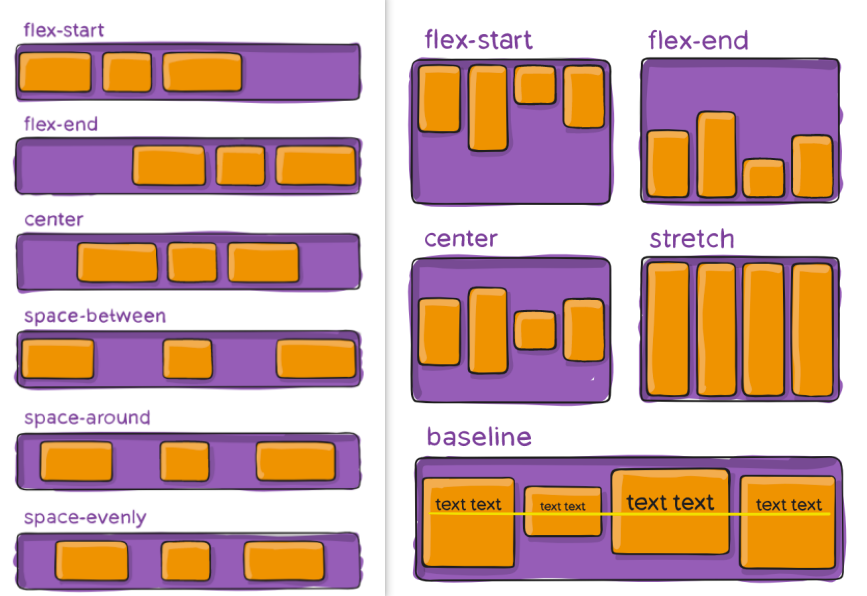 flex-start
flex-end
center
space-between
space-around
space-evenly
flex-start
flex-end
center
stretch
baseline
text text
text text
text text
text text